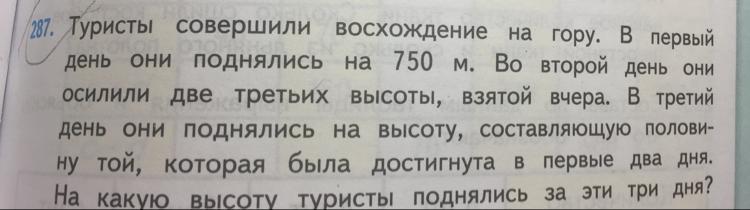 287. Туристы совершили восхождение на гору. В первый
день они поднялись на 750 м. Во второй день они
осилили две третьих высоты, взятой вчера. В третий
день они поднялись на высоту, составляющую полови-
ну той, которая была достигнута в первые два дня.
На какую высоту туристы поднялись за эти три дня?